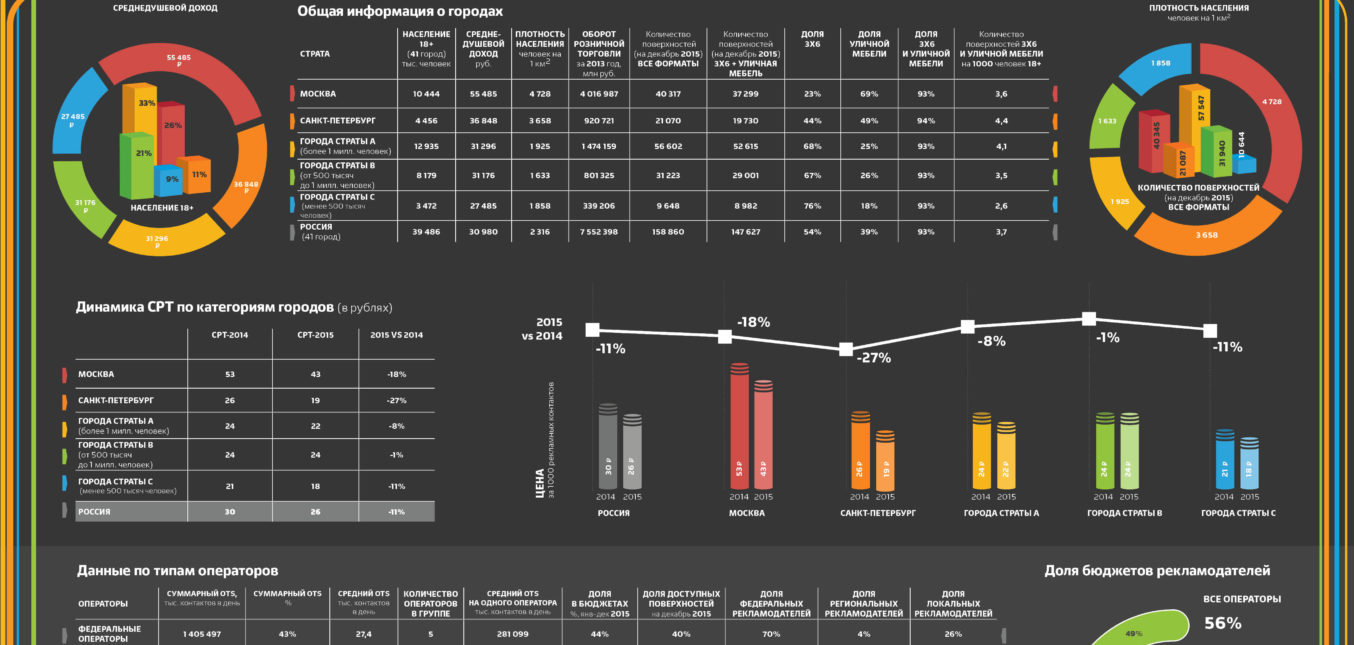 СРЕДНЕДУШЕВОЙ ДОХОД
55 485
₽
36 848
₽
31 296
₽
31 176
₽
27 485
₽
33%
26%
21%
9%
11%
НАСЕЛЕНИЕ 18+
Общая информация о городах
СТРАТА
НАСЕЛЕНИЕ
18+
(41 город)
тыс. человек
СРЕДНЕ-
ДУШЕВОЙ
ДОХОД
руб.
ПЛОТНОСТЬ
НАСЕЛЕНИЯ
человек на
1 км2
ОБОРОТ
РОЗНИЧНОЙ
ТОРГОВЛИ
за 2013 год,
млн руб.
Количество
поверхностей
(на декабрь 2015)
ВСЕ ФОРМАТЫ
Количество
поверхностей
(на декабрь 2015)
3Х6 + УЛИЧНАЯ
МЕБЕЛЬ
ДОЛЯ
3Х6
ДОЛЯ
УЛИЧНОЙ
МЕБЕЛИ
ДОЛЯ
3Х6
И УЛИЧНОЙ
МЕБЕЛИ
Количество
поверхностей 3Х6
И УЛИЧНОЙ МЕБЕЛИ
на 1000 человек 18+
МОСКВА 10 444 55 485 4 728 4 016 987 40 317 37 299 23% 69% 93% 3,6
САНКТ-ПЕТЕРБУРГ 4 456 36 848 3 658 920 721 21 070 19 730 44% 49% 94% 4,4
ГОРОДА СТРАТЫ А
(более 1 милл. человек) 12 935 31 296 1 925 1 474 159 56 602 52 615 68% 25% 93% 4,1
ГОРОДА СТРАТЫ В
(от 500 тысяч
до 1 милл. человек) 8 179 31 176 1 633 801 325 31 223 29 001 67% 26% 93% 3,5
ГОРОДА СТРАТЫ С
(менее 500 тысяч
человек) 3 472 27 485 1 858 339 206 9 648 8 982 76% 18% 93% 2,6
РОССИЯ
(41 город) 39 486 30 980 2 316 7 552 398 158 860 147 627 54% 39% 93% 3,7
ПЛОТНОСТЬ НАСЕЛЕНИЯ
человек на 1 км2
4 728
3 658
1 925
1 633
1 858
40 345
21 087
57 547
31 940
10 644
КОЛИЧЕСТВО ПОВЕРХНОСТЕЙ
(на декабрь 2015)
ВСЕ ФОРМАТЫ
Динамика CPT по категориям городов (в рублях)
CPT-2014 CPT-2015 2015 VS 2014
МОСКВА 53 43 -18%
САНКТ-ПЕТЕРБУРГ 26 19 -27%
ГОРОДА СТРАТЫ А
(более 1 милл. человек) 24 22 -8%
ГОРОДА СТРАТЫ В
(от 500 тысяч
до 1 милл. человек) 24 24 -1%
ГОРОДА СТРАТЫ С
(менее 500 тысяч человек) 21 18 -11%
РОССИЯ 30 26 -11%
2015
vs 2014
-11%
-18%
-27%
-8%
-1%
-11%
ЦЕНА
за 1000 рекламных контактов
30 ₽ 26 ₽
53 ₽ 43 ₽
26 ₽ 19 ₽
24 ₽ 22 ₽
24 ₽ 24 ₽
21 ₽ 18 ₽
2014 2015 2014 2015 2014 2015 2014 2015 2014 2015 2014 2015
РОССИЯ МОСКВА САНКТ-ПЕТЕРБУРГ ГОРОДА СТРАТЫ А ГОРОДА СТРАТЫ В ГОРОДА СТРАТЫ С
Данные по типам операторов
ОПЕРАТОРЫ
СУММАРНЫЙ OTS,
тыс. контактов в день
СУММАРНЫЙ OTS
%
СРЕДНИЙ OTS
тыс. контактов
в день
КОЛИЧЕСТВО
ОПЕРАТОРОВ
В ГРУППЕ
СРЕДНИЙ OTS
НА ОДНОГО ОПЕРАТОРА
тыс. контактов в день
ДОЛЯ
В БЮДЖЕТАХ
%, янв-дек 2015
ДОЛЯ ДОСТУПНЫХ
ПОВЕРХНОСТЕЙ
на декабрь 2015
ДОЛЯ
ФЕДЕРАЛЬНЫХ
РЕКЛАМОДАТЕЛЕЙ
ДОЛЯ
РЕГИОНАЛЬНЫХ
РЕКЛАМОДАТЕЛЕЙ
ДОЛЯ
ЛОКАЛЬНЫХ
РЕКЛАМОДАТЕЛЕЙ
ФЕДЕРАЛЬНЫЕ
ОПЕРАТОРЫ 1 405 497 43% 27,4 5 281 099 44% 40% 70% 4% 26%
Доля бюджетов рекламодателей
ВСЕ ОПЕРАТОРЫ
56%
49%